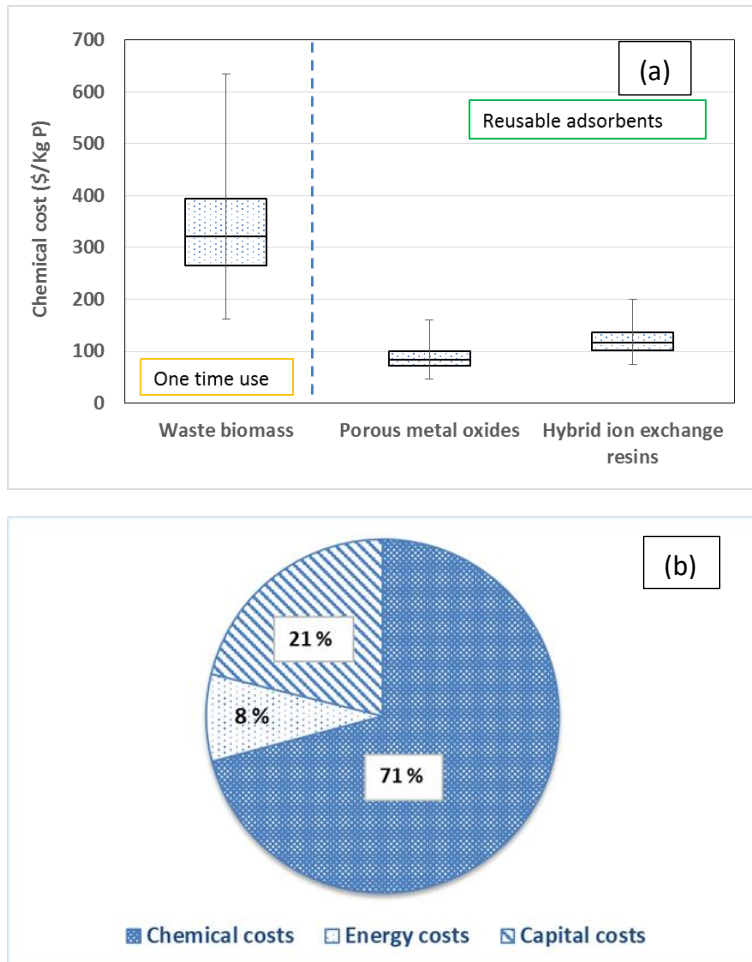 (a)
Reusable adsorbents
Chemical cost ($/Kg P)
700
600
500
400
300
200
100
0
One time use
Waste biomass
Porous metal oxides
Hybrid ion exchange
resins
(b)
21 %
8 %
71 %
Chemical costs
Energy costs
Capital costs